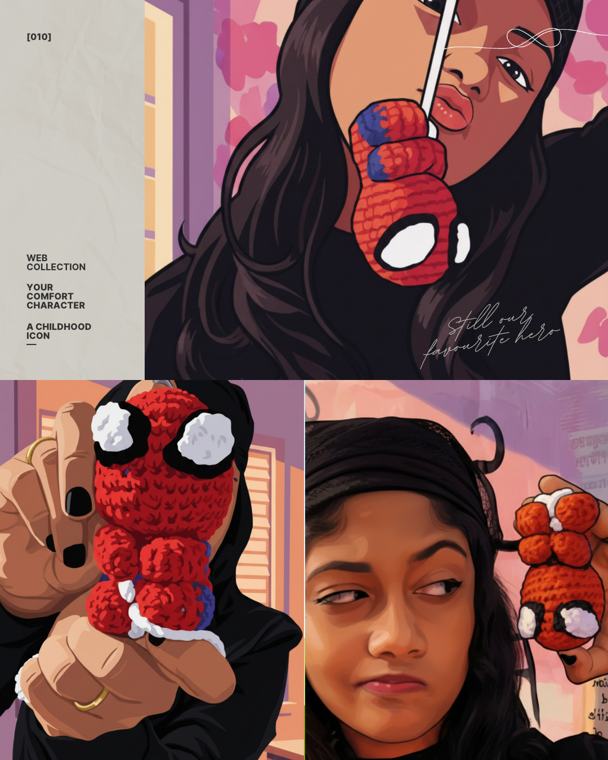 [010]
WEB
COLLECTION
YOUR
COMFORT
CHARACTER
A CHILDHOOD
ICON
Still our
favourite hero